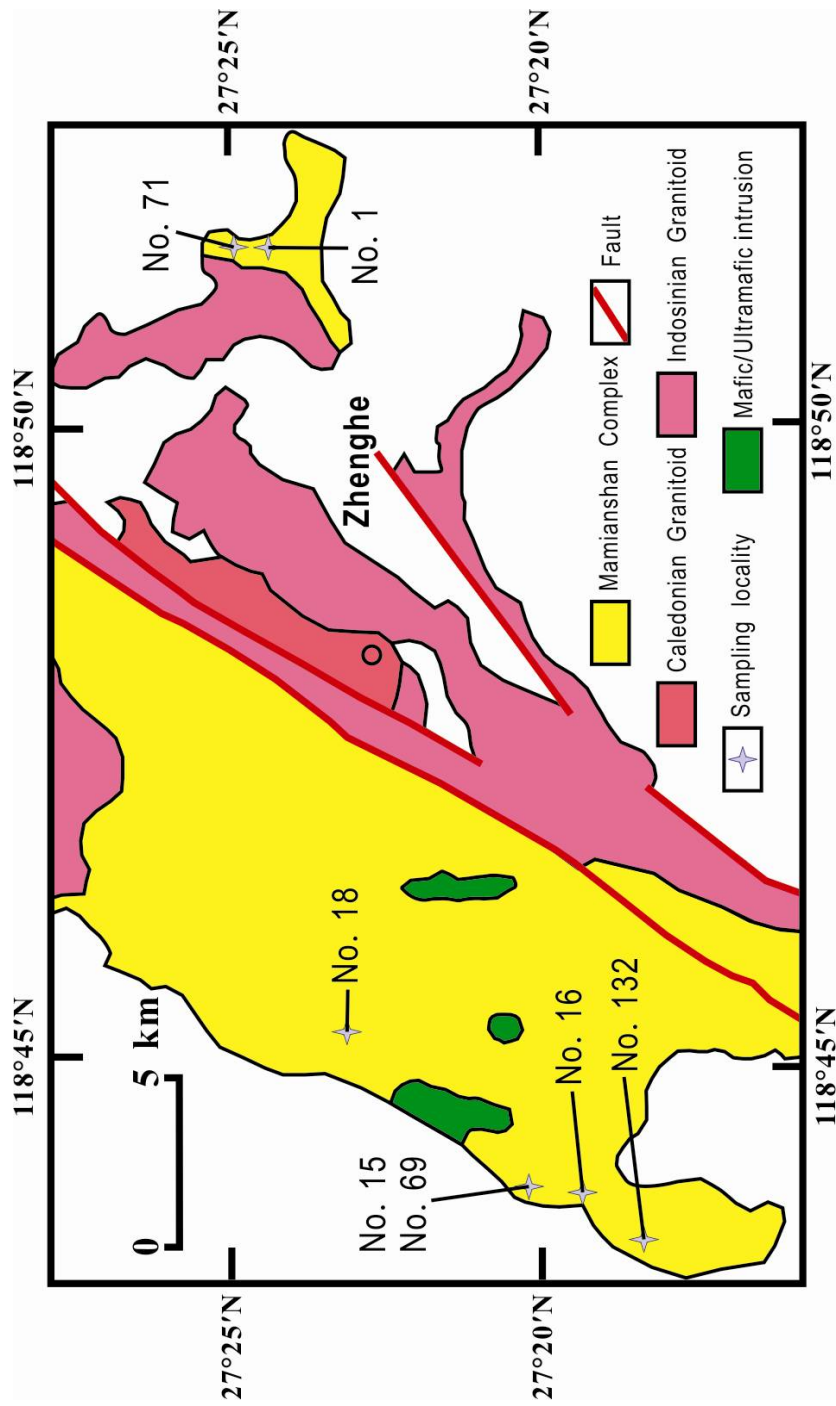 118°45′N
118°50′N
27°25′N
27°25′N
0 5 km
No. 71
No. 1
No. 18
Zhenghe
No. 15
No. 69
No. 16
No. 132
27°20′N
27°20′N
Mamianshan Complex
Fault
Caledonian Granitoid
Indosinian Granitoid
Sampling locality
Mafic/Ultramafic intrusion
118°45′N
118°50′N